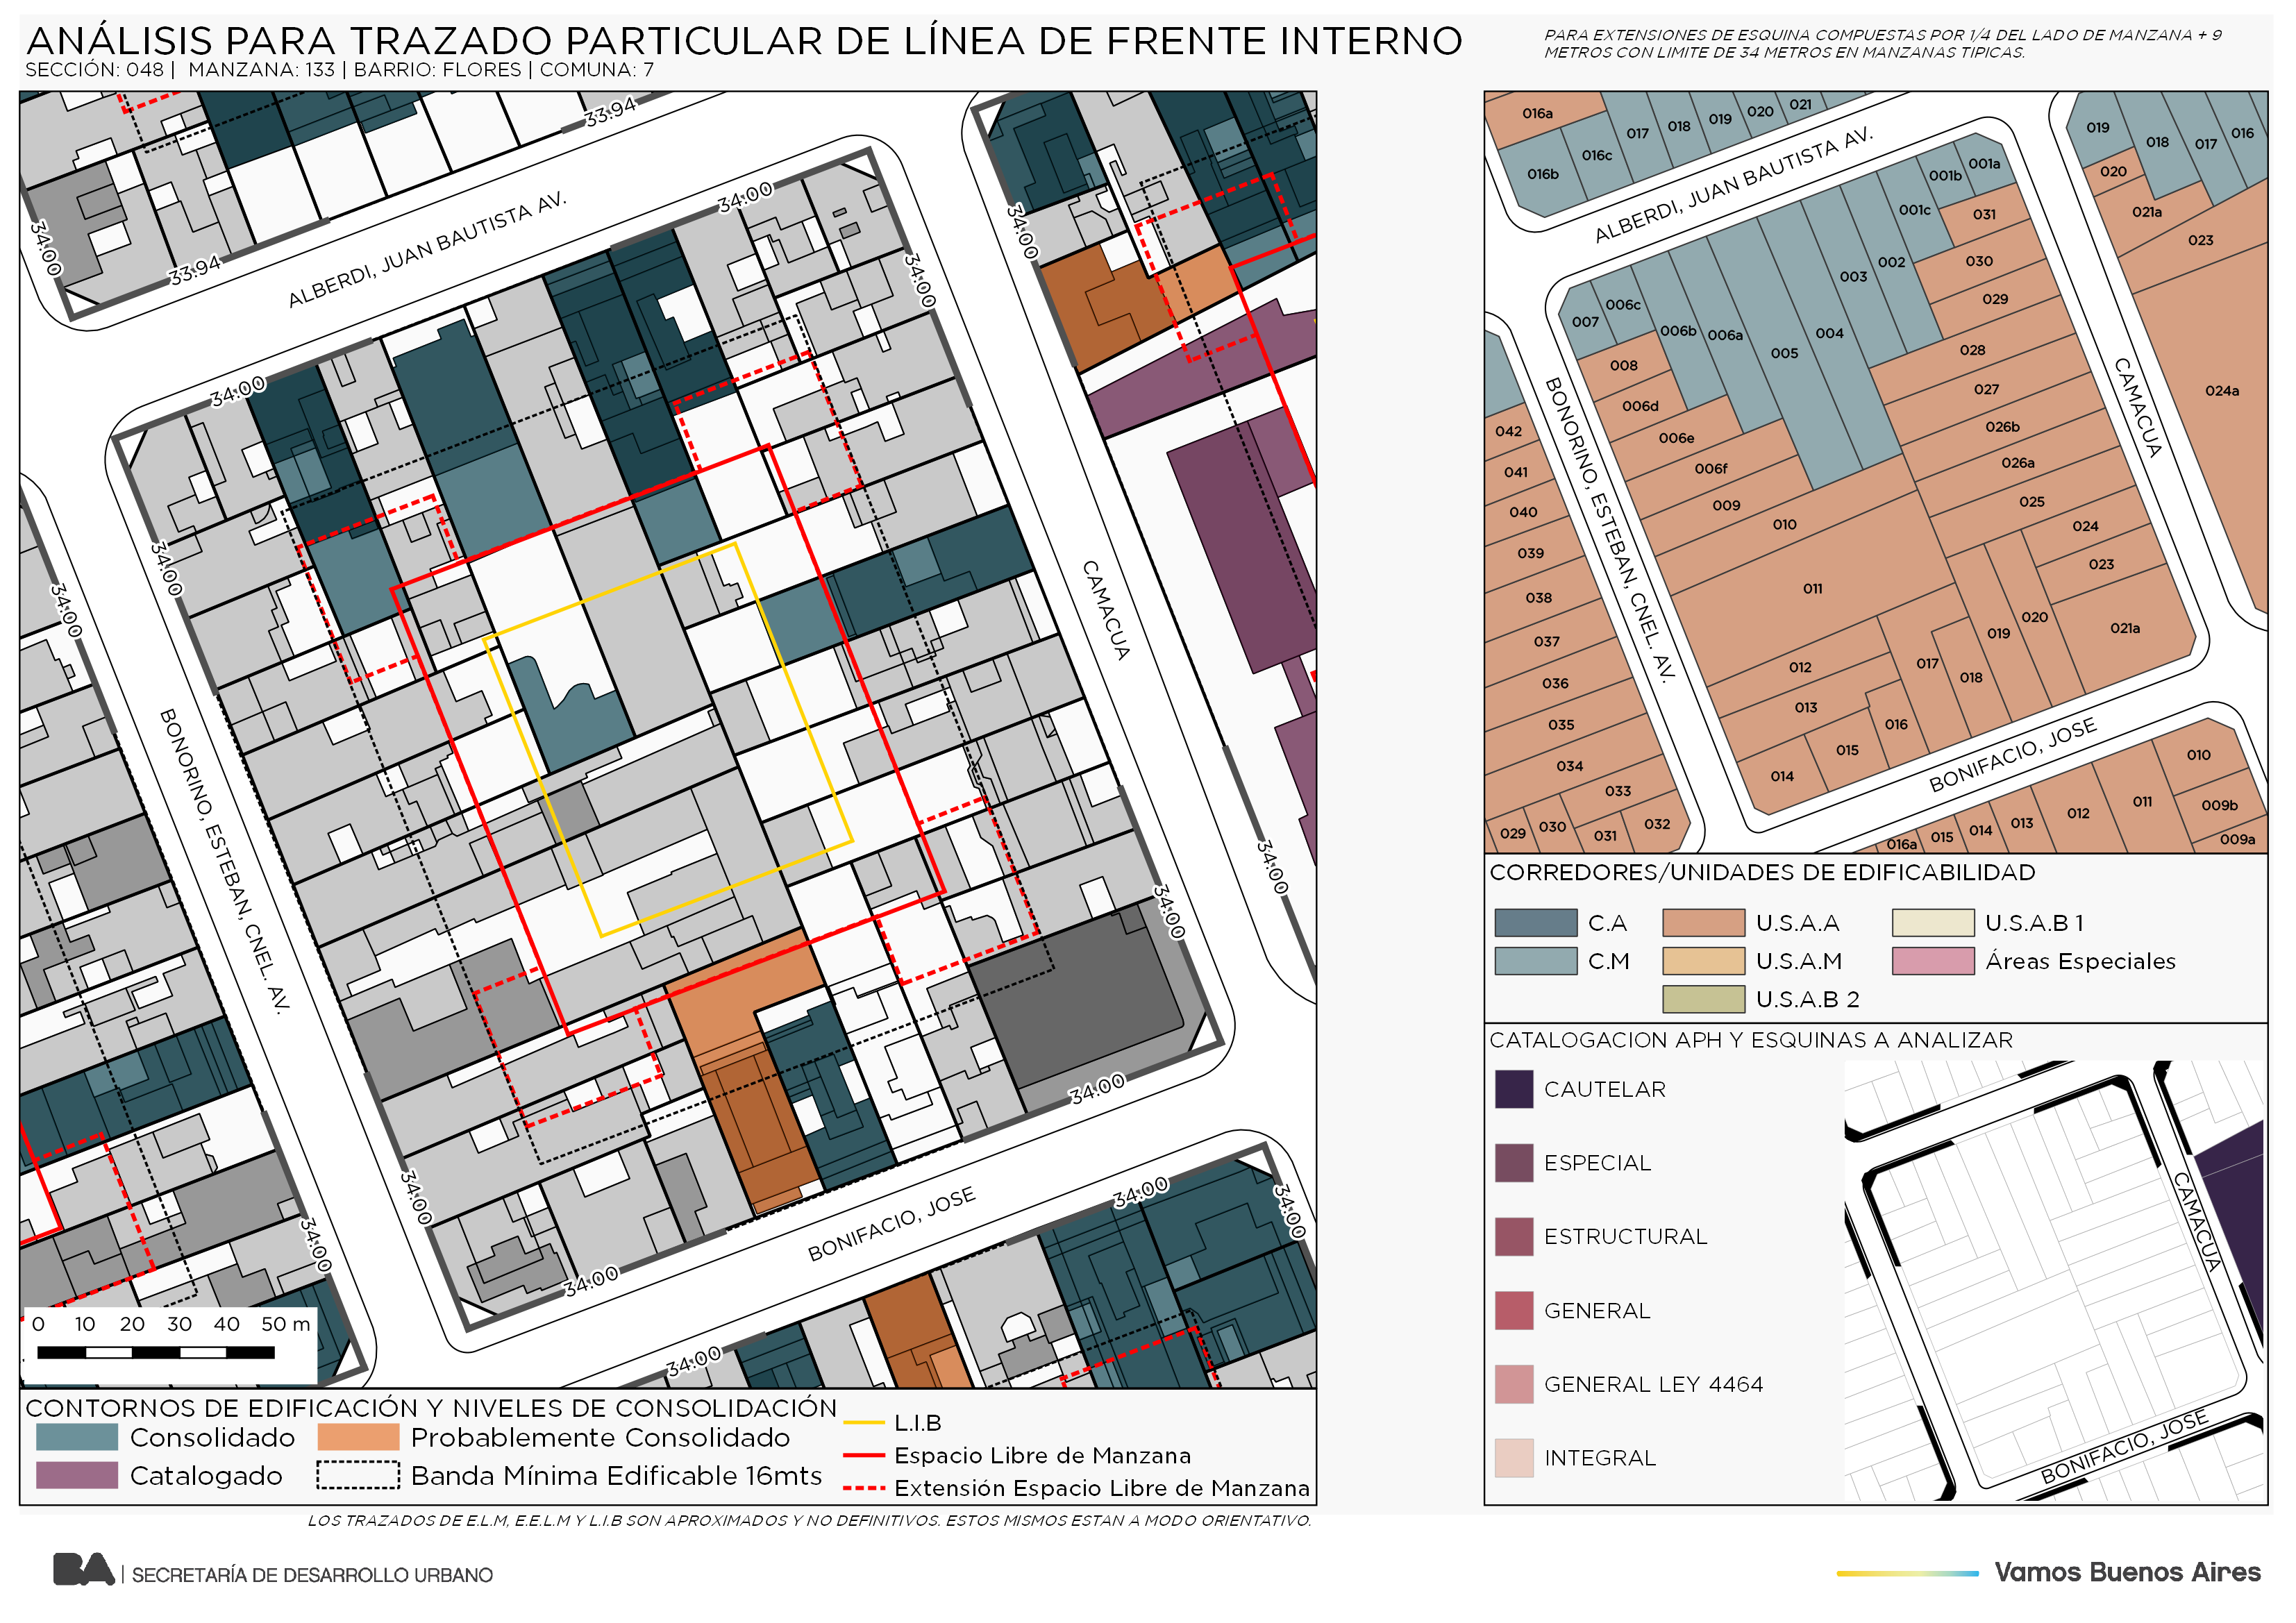 ANÁLISIS PARA TRAZADO PARTICULAR DE LÍNEA DE FRENTE INTERNO
SECCIÓN: 048 | MANZANA: 133 | BARRIO: FLORES | COMUNA: 7
PARA EXTENSIONES DE ESQUINA COMPUESTAS POR 1/4 DEL LADO DE MANZANA + 9
METROS CON LIMITE DE 34 METROS EN MANZANAS TIPICAS.
33.94
34.00
33.94
ALBERDI, JUAN BAUTISTA AV.
34.00
34.00
34.00
34.00
34.00
34.00
BONORINO, ESTEBAN, CNEL. AV.
CAMACUA
34.00
34.00
34.00
34.00
34.00
BONIFACIO, JOSE
34.00
34.00
34.00
34.00
34.00
0 10 20 30 40 50 m
CONTORNOS DE EDIFICACIÓN Y NIVELES DE CONSOLIDACIÓN
Consolidado
Probablemente Consolidado
Catalogado
Banda Mínima Edificable 16mts
L.I.B
Espacio Libre de Manzana
Extensión Espacio Libre de Manzana
LOS TRAZADOS DE E.L.M, E.E.L.M Y L.I.B SON APROXIMADOS Y NO DEFINITIVOS. ESTOS MISMOS ESTAN A MODO ORIENTATIVO.
016a
016b
016c
017
018
019
020
021
ALBERDI, JUAN BAUTISTA AV.
019
018
017
016
020
021a
023
024a
001a
001b
001c
031
030
029
002
003
004
005
006a
006b
006c
007
008
006d
006e
006f
009
010
011
012
013
014
015
016
017
018
019
020
021a
023
024
025
026a
026b
027
028
CAMACUA
BONORINO, ESTEBAN, CNEL. AV.
BONIFACIO, JOSE
042
041
040
039
038
037
036
035
034
033
032
031
030
029
016a
015
014
013
012
011
010
009b
009a
CORREDORES/UNIDADES DE EDIFICABILIDAD
C.A
U.S.A.A
U.S.A.B 1
C.M
U.S.A.M
Áreas Especiales
U.S.A.B 2
CATALOGACION APH Y ESQUINAS A ANALIZAR
CAUTELAR
ESPECIAL
ESTRUCTURAL
GENERAL
GENERAL LEY 4464
INTEGRAL
CAMACUA
BONIFACIO, JOSE
BA | SECRETARÍA DE DESARROLLO URBANO
Vamos Buenos Aires